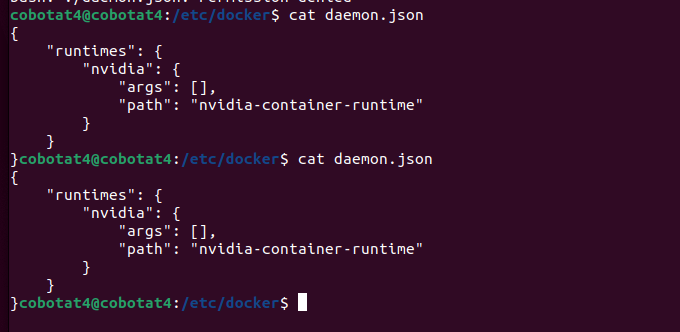 bash: ./daemon.json: Permission denied
cobotat4@cobotat4:/etc/docker$ cat daemon.json
{
    "runtimes": {
        "nvidia": {
            "args": [],
            "path": "nvidia-container-runtime"
        }
    }
}cobotat4@cobotat4:/etc/docker$ cat daemon.json
{
    "runtimes": {
        "nvidia": {
            "args": [],
            "path": "nvidia-container-runtime"
        }
    }
}cobotat4@cobotat4:/etc/docker$